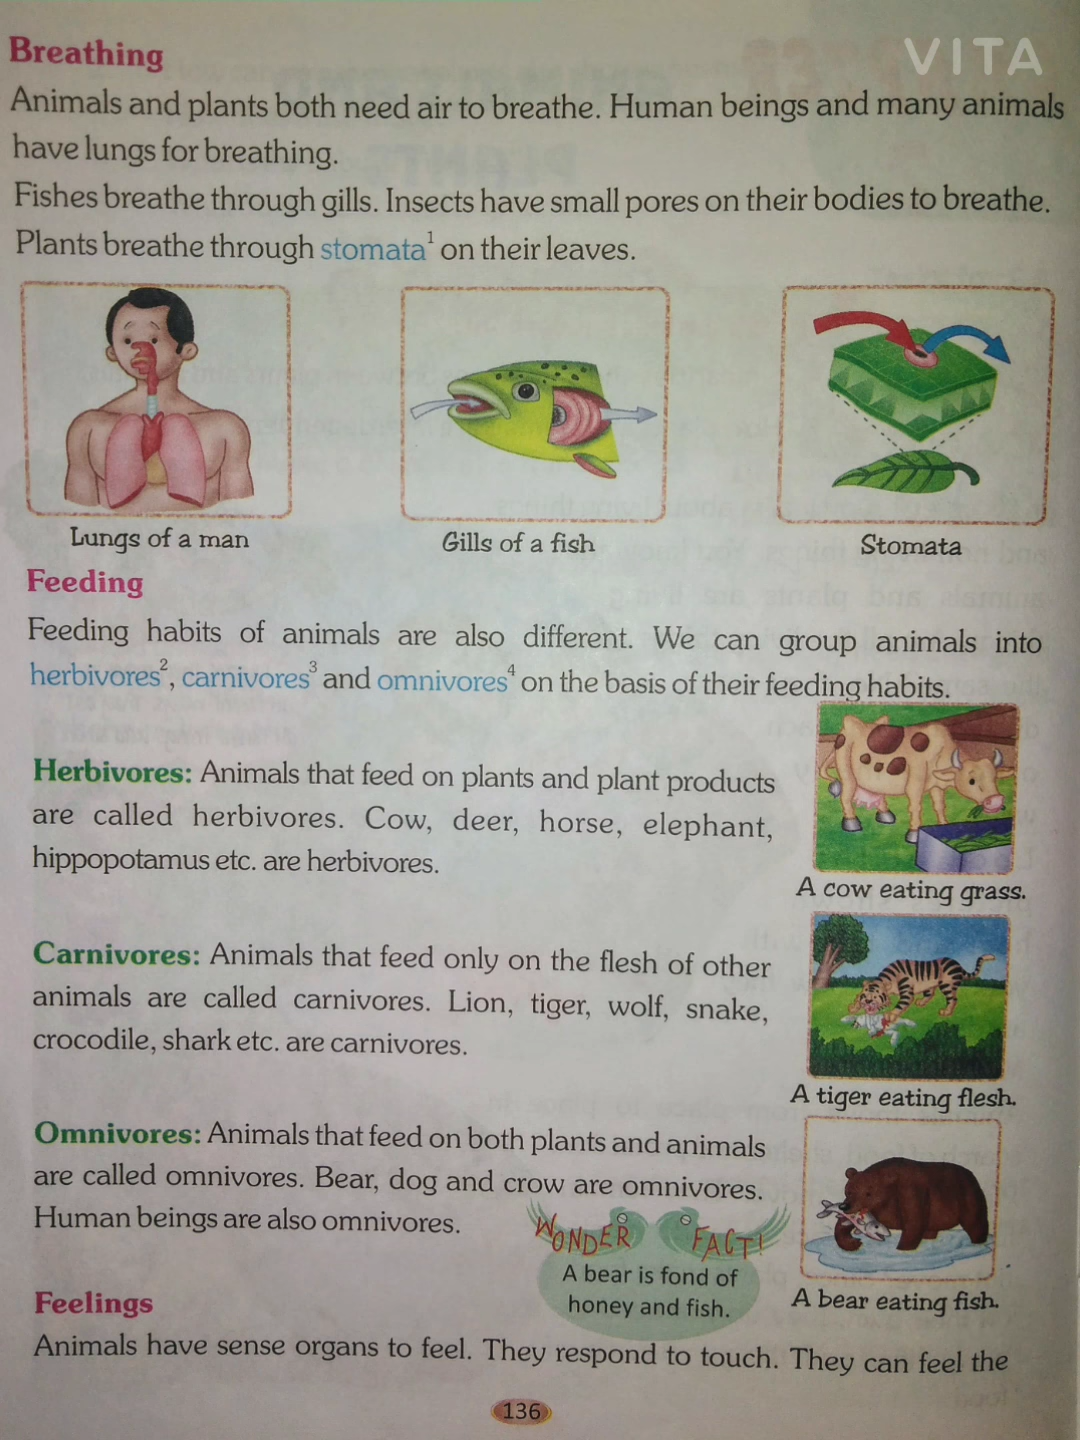 VITA
Breathing
Animals and plants both need air to breathe. Human beings and many animals
have lungs for breathing.
Fishes breathe through gills. Insects have small pores on their bodies to breathe.
Plants breathe through stomata¹ on their leaves.
Lungs of a man
Gills of a fish
Stomata
Feeding
Feeding habits of animals are also different. We can group animals into
herbivores², carnivores³ and omnivores⁴ on the basis of their feeding habits.
Herbivores: Animals that feed on plants and plant products
are called herbivores. Cow, deer, horse, elephant,
hippopotamus etc. are herbivores.
A cow eating grass.
Carnivores: Animals that feed only on the flesh of other
animals are called carnivores. Lion, tiger, wolf, snake,
crocodile, shark etc. are carnivores.
A tiger eating flesh.
Omnivores: Animals that feed on both plants and animals
are called omnivores. Bear, dog and crow are omnivores.
Human beings are also omnivores.
WONDER FACT!
A bear is fond of
honey and fish.
A bear eating fish.
Feelings
Animals have sense organs to feel. They respond to touch. They can feel the
136